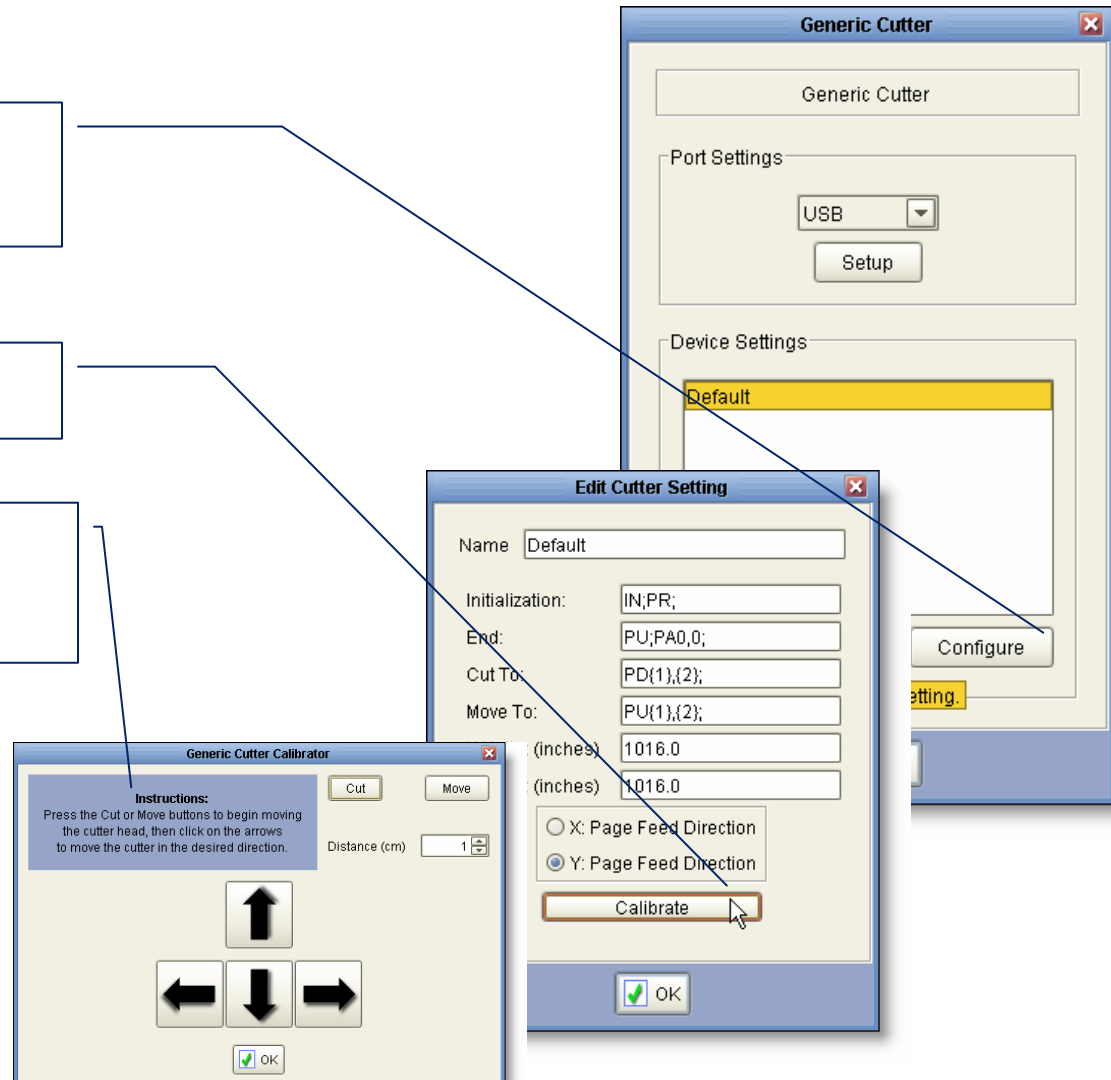 Generic Cutter
Generic Cutter
Port Settings
USB
Setup
Device Settings
Default
Configure
etting.
Edit Cutter Setting
Name Default
Initialization: IN;PR;
End: PU;PA0,0;
Cut To: PD{1},{2};
Move To: PU{1},{2};
(inches) 1016.0
(inches) 1016.0
X: Page Feed Direction
Y: Page Feed Direction
Calibrate
OK
Generic Cutter Calibrator
Instructions:
Press the Cut or Move buttons to begin moving
the cutter head, then click on the arrows
to move the cutter in the desired direction.
Cut Move
Distance (cm) 1
OK